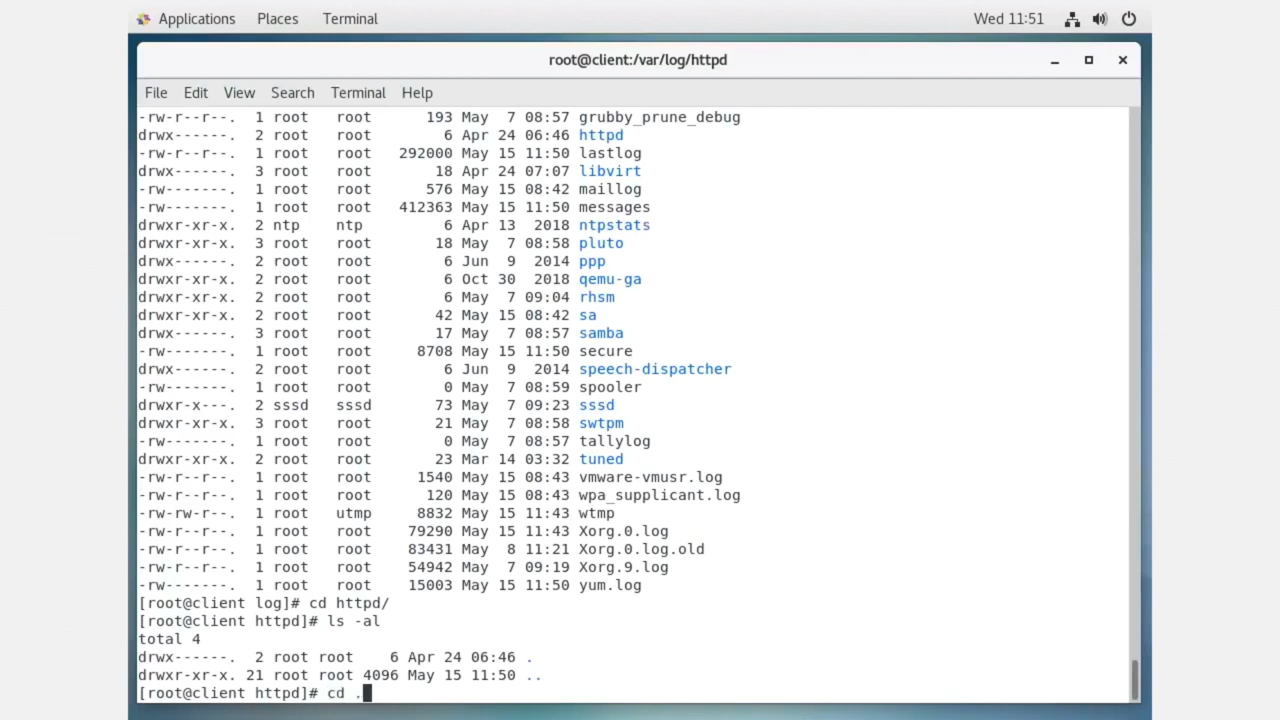 Applications Places Terminal Wed 11:51
root@client:/var/log/httpd
File Edit View Search Terminal Help
-rw-r--r--. 1 root root 193 May 7 08:57 grubby_prune_debug
drwx------. 2 root root 6 Apr 24 06:46 httpd
-rw-r--r--. 1 root root 292000 May 15 11:50 lastlog
drwx------. 3 root root 18 Apr 24 07:07 libvirt
-rw-------. 1 root root 576 May 15 08:42 maillog
-rw-------. 1 root root 412363 May 15 11:50 messages
drwxr-xr-x. 2 ntp ntp 6 Apr 13 2018 ntpstats
drwxr-xr-x. 3 root root 18 May 7 08:58 pluto
drwx------. 2 root root 6 Jun 9 2014 ppp
drwxr-xr-x. 2 root root 6 Oct 30 2018 qemu-ga
drwxr-xr-x. 2 root root 6 May 7 09:04 rhsm
drwxr-xr-x. 2 root root 42 May 15 08:42 sa
drwx------. 3 root root 17 May 7 08:57 samba
-rw-------. 1 root root 8708 May 15 11:50 secure
drwx------. 2 root root 6 Jun 9 2014 speech-dispatcher
-rw-------. 1 root root 0 May 7 08:59 spooler
drwxr-x---. 2 sssd sssd 73 May 7 09:23 sssd
drwxr-xr-x. 3 root root 21 May 7 08:58 swtpm
-rw-------. 1 root root 0 May 7 08:57 tallylog
drwxr-xr-x. 2 root root 23 Mar 14 03:32 tuned
-rw-r--r--. 1 root root 1540 May 15 08:43 vmware-vmusr.log
-rw-r--r--. 1 root root 120 May 15 08:43 wpa_supplicant.log
-rw-rw-r--. 1 root utmp 8832 May 15 11:43 wtmp
-rw-r--r--. 1 root root 79290 May 15 11:43 Xorg.0.log
-rw-r--r--. 1 root root 83431 May 8 11:21 Xorg.0.log.old
-rw-r--r--. 1 root root 54942 May 7 09:19 Xorg.9.log
-rw-------. 1 root root 15003 May 15 11:50 yum.log
[root@client log]# cd httpd/
[root@client httpd]# ls -al
total 4
drwx------. 2 root root 6 Apr 24 06:46 .
drwxr-xr-x. 21 root root 4096 May 15 11:50 ..
[root@client httpd]# cd .